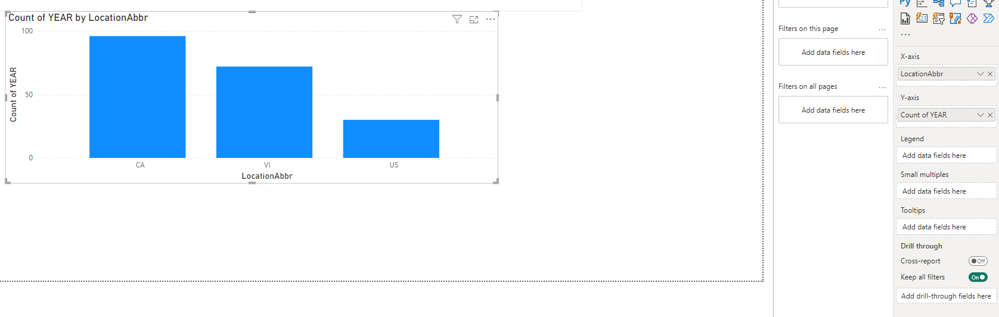 Count of YEAR by LocationAbbr
100
50
0
Count of YEAR
CA
VI
US
LocationAbbr
Filters on this page
Add data fields here
Filters on all pages
Add data fields here
Py
123
X-axis
LocationAbbr
Y-axis
Count of YEAR
Legend
Add data fields here
Small multiples
Add data fields here
Tooltips
Add data fields here
Drill through
Cross-report
Off
Keep all filters
On
Add drill-through fields here